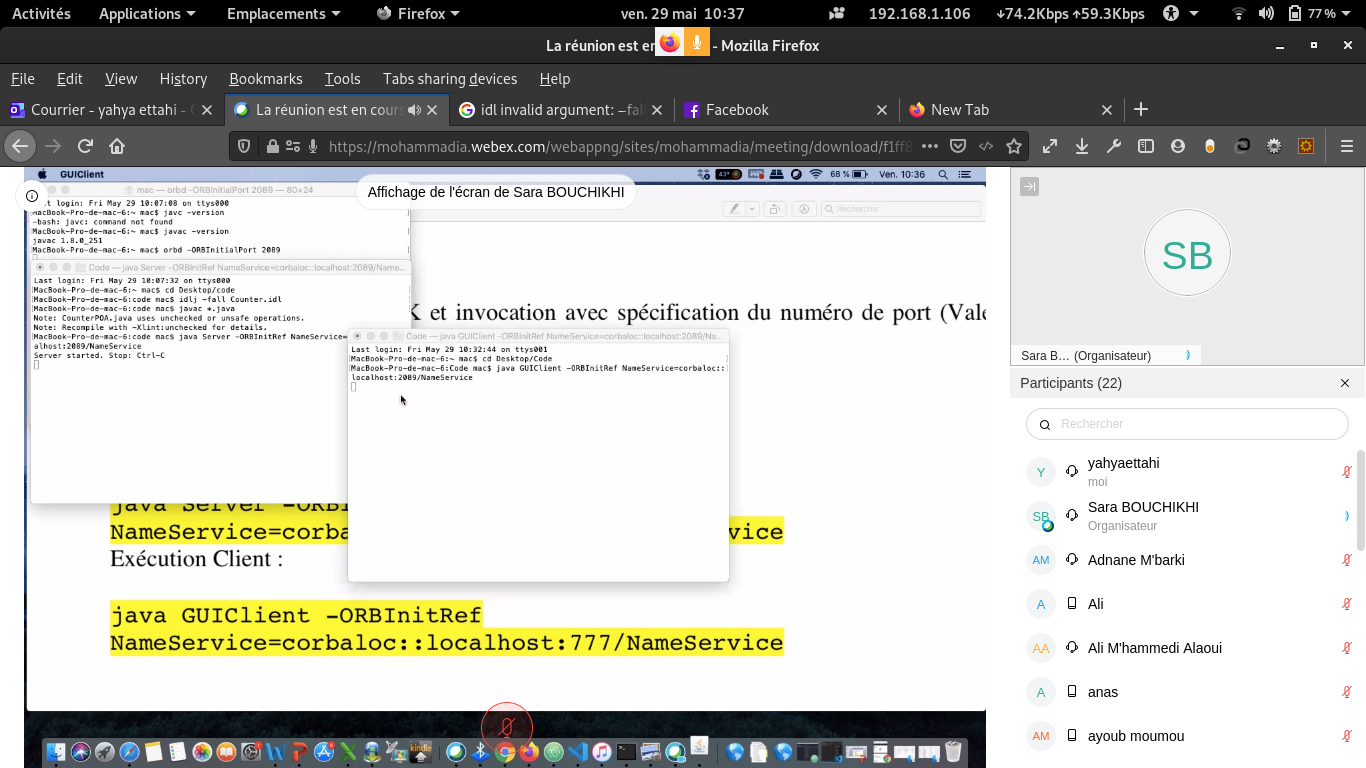 Activités Applications Emplacements Firefox ven. 29 mai 10:37 192.168.1.106 ↓74.2Kbps ↑59.3Kbps 77 %
La réunion est en - Mozilla Firefox
File Edit View History Bookmarks Tools Tabs sharing devices Help
Courrier - yahya ettahi - La réunion est en cours idl invalid argument: –fal Facebook New Tab
https://mohammadia.webex.com/webappng/sites/mohammadia/meeting/download/f1ff8
GUIClient 43° 68 % Ven. 10:36
Affichage de l'écran de Sara BOUCHIKHI
mac — orbd -ORBInitialPort 2089 — 80×24
Last login: Fri May 29 10:07:08 on ttys000
MacBook-Pro-de-mac-6:~ mac$ javc -version
-bash: javc: command not found
MacBook-Pro-de-mac-6:~ mac$ javac -version
javac 1.8.0_251
MacBook-Pro-de-mac-6:~ mac$ orbd -ORBInitialPort 2089
Rechercher
Code — java Server -ORBInitRef NameService=corbaloc::localhost:2089/Name...
Last login: Fri May 29 10:07:32 on ttys000
MacBook-Pro-de-mac-6:~ mac$ cd Desktop/code
MacBook-Pro-de-mac-6:code mac$ idlj -fall Counter.idl
MacBook-Pro-de-mac-6:code mac$ javac *.java
Note: CounterPOA.java uses unchecked or unsafe operations.
Note: Recompile with -Xlint:unchecked for details.
MacBook-Pro-de-mac-6:code mac$ java Server -ORBInitRef NameService=
alhost:2089/NameService
Server started. Stop: Ctrl-C
K et invocation avec spécification du numéro de port (Vale
Code — java GUIClient -ORBInitRef NameService=corbaloc::localhost:2089/Na...
Last login: Fri May 29 10:32:44 on ttys001
MacBook-Pro-de-mac-6:~ mac$ cd Desktop/Code
MacBook-Pro-de-mac-6:Code mac$ java GUIClient -ORBInitRef NameService=corbaloc::
localhost:2089/NameService
java Server -ORB
NameService=corba vice
Exécution Client :
java GUIClient -ORBInitRef
NameService=corbaloc::localhost:777/NameService
kindle
SB
Sara B... (Organisateur)
Participants (22)
Rechercher
Y yahyaettahi
moi
SB Sara BOUCHIKHI
Organisateur
AM Adnane M'barki
A Ali
AA Ali M'hammedi Alaoui
A anas
AM ayoub moumou